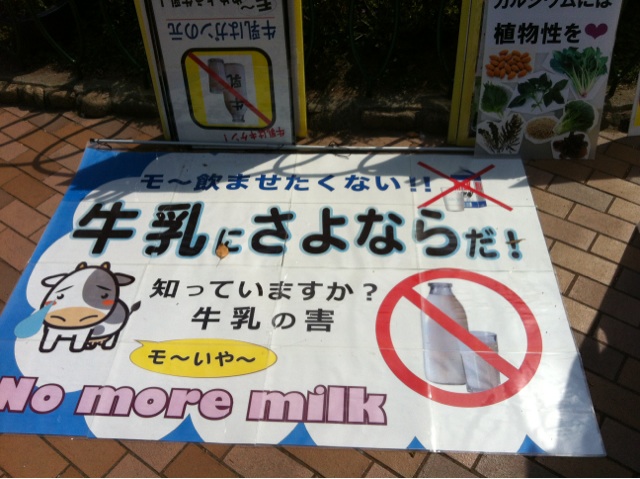 牛乳はガンの元
牛乳
カルシウムには
植物性を❤
モ〜飲ませたくない!!
牛乳にさよならだ!
知っていますか?
牛乳の害
モ〜いや〜
No more milk